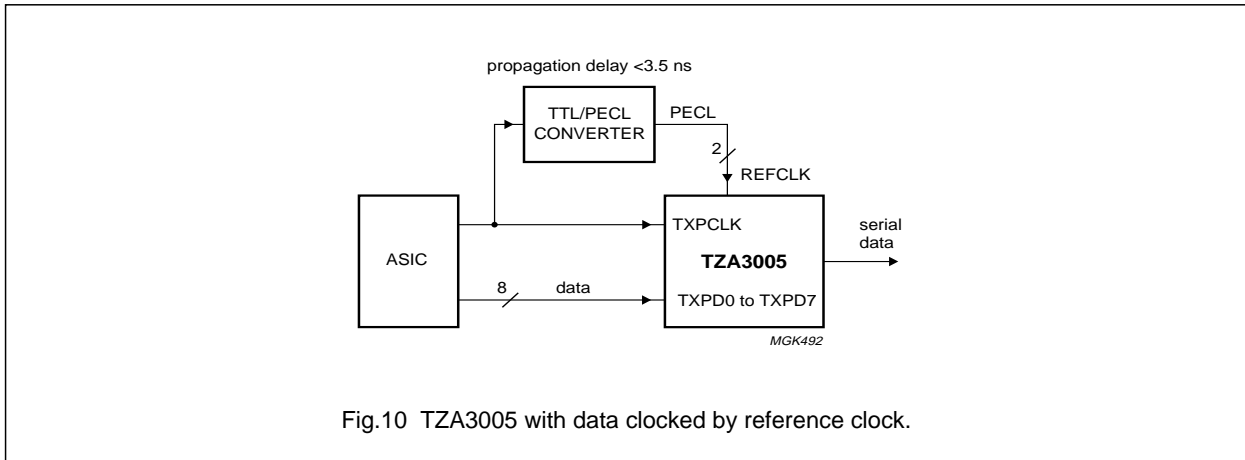 propagation delay <3.5 ns
TTL/PECL
CONVERTER
PECL
2
REFCLK
ASIC
TXPCLK
TZA3005
serial
data
8
data
TXPD0 to TXPD7
MGK492
Fig.10 TZA3005 with data clocked by reference clock.